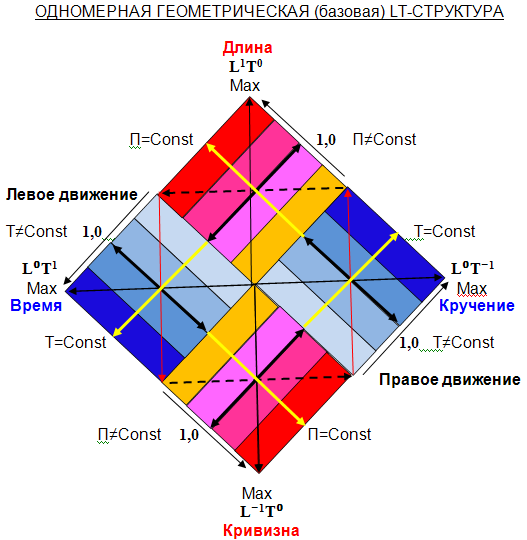 ОДНОМЕРНАЯ ГЕОМЕТРИЧЕСКАЯ (базовая) LT-СТРУКТУРА
Длина
L¹T⁰
Max
П=Const
1,0 П≠Const
Левое движение
T≠Const 1,0
T=Const
L⁰T¹
Max
Время
L⁰T⁻¹
Max
Кручение
T=Const
1,0 T≠Const
Правое движение
П≠Const 1,0
П=Const
Max
L⁻¹T⁰
Кривизна